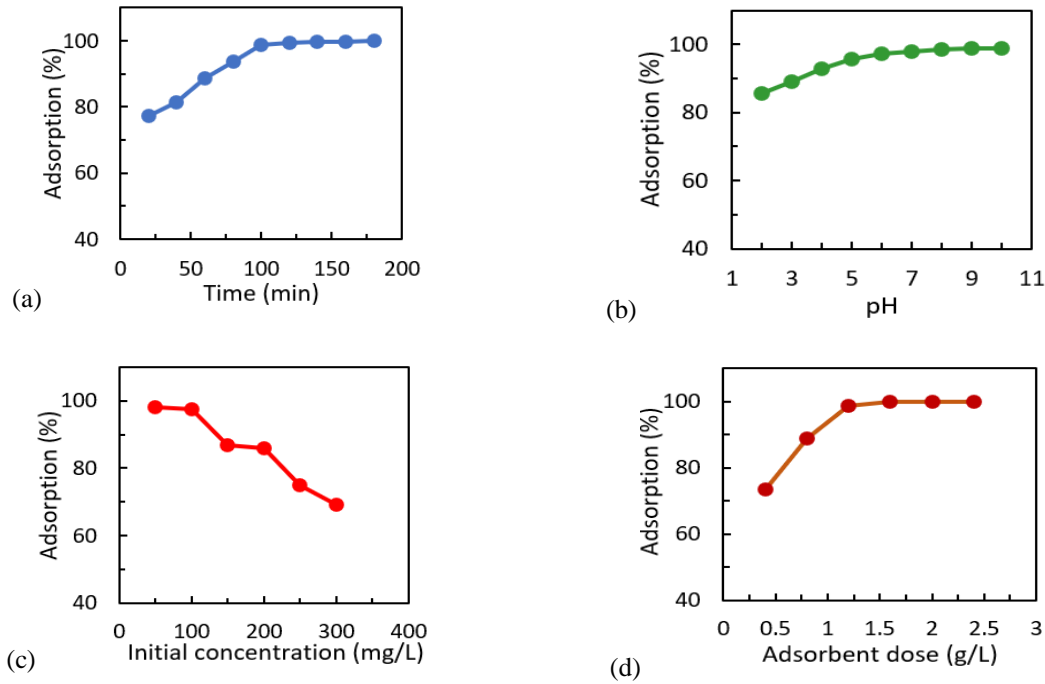 100
80
60
40
Adsorption (%)
0 50 100 150 200
Time (min)
(a)
100
80
60
40
Adsorption (%)
1 3 5 7 9 11
pH
(b)
100
80
60
40
Adsorption (%)
0 100 200 300 400
Initial concentration (mg/L)
(c)
100
80
60
40
Adsorption (%)
0 0.5 1 1.5 2 2.5 3
Adsorbent dose (g/L)
(d)